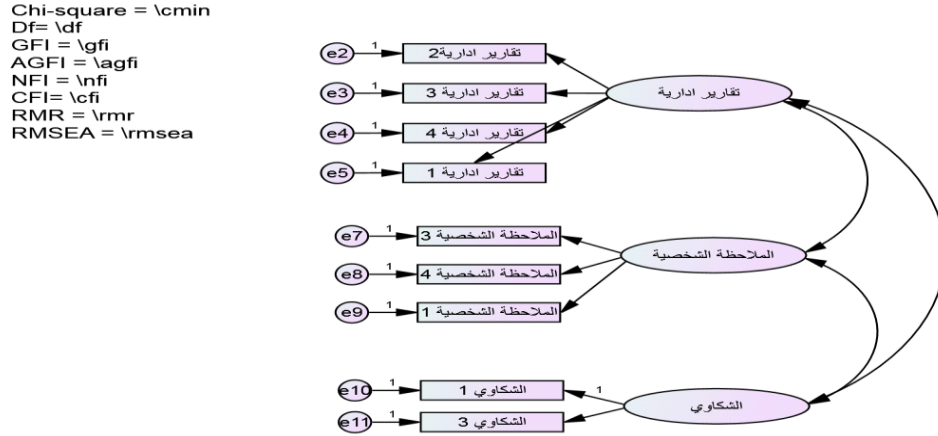 Chi-square = \cmin
Df= \df
GFI = \gfi
AGFI = \agfi
NFI = \nfi
CFI= \cfi
RMR = \rmr
RMSEA = \rmsea
e2 1 تقارير ادارية2
e3 1 تقارير ادارية 3
تقارير ادارية
e4 1 تقارير ادارية 4
e5 1 تقارير ادارية 1
e7 1 الملاحظة الشخصية 3
الملاحظة الشخصية
e8 1 الملاحظة الشخصية 4
e9 1 الملاحظة الشخصية 1
e10 1 الشكاوي 1 1
الشكاوي
e11 1 الشكاوي 3